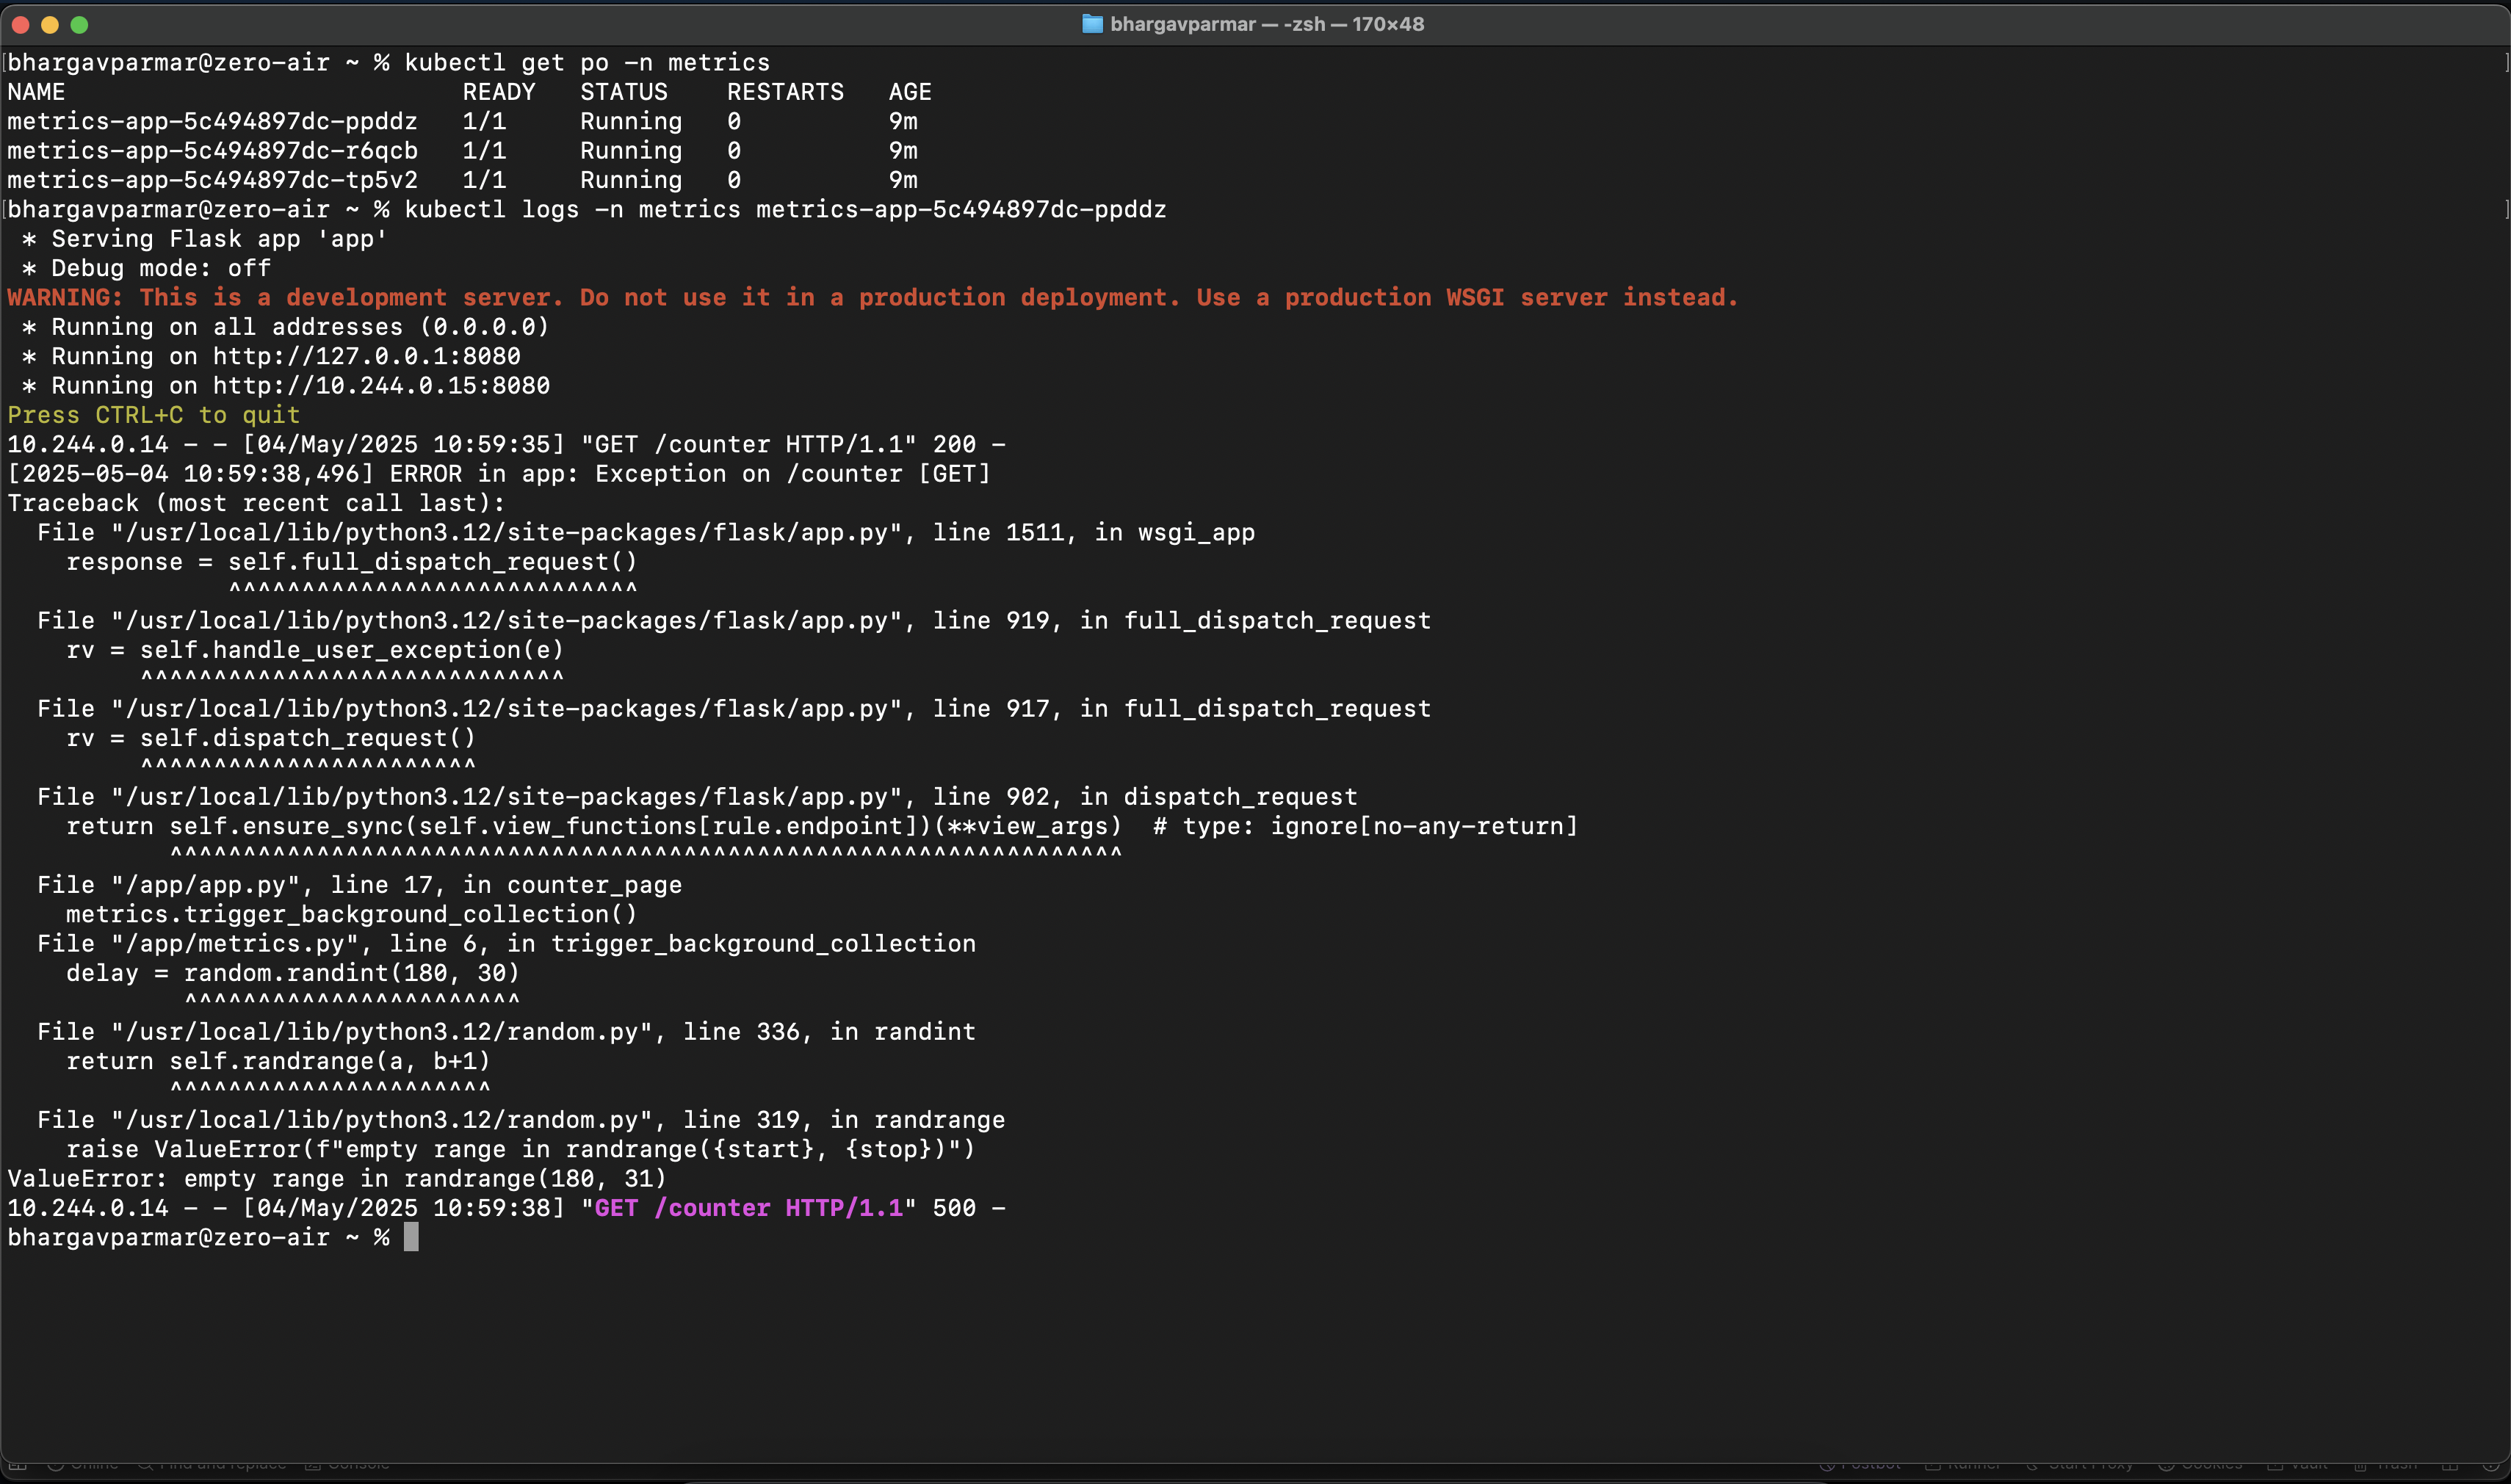 bhargavparmar — -zsh — 170×48
bhargavparmar@zero-air ~ % kubectl get po -n metrics
NAME                           READY   STATUS    RESTARTS   AGE
metrics-app-5c494897dc-ppddz   1/1     Running   0          9m
metrics-app-5c494897dc-r6qcb   1/1     Running   0          9m
metrics-app-5c494897dc-tp5v2   1/1     Running   0          9m
bhargavparmar@zero-air ~ % kubectl logs -n metrics metrics-app-5c494897dc-ppddz
 * Serving Flask app 'app'
 * Debug mode: off
WARNING: This is a development server. Do not use it in a production deployment. Use a production WSGI server instead.
 * Running on all addresses (0.0.0.0)
 * Running on http://127.0.0.1:8080
 * Running on http://10.244.0.15:8080
Press CTRL+C to quit
10.244.0.14 - - [04/May/2025 10:59:35] "GET /counter HTTP/1.1" 200 -
[2025-05-04 10:59:38,496] ERROR in app: Exception on /counter [GET]
Traceback (most recent call last):
  File "/usr/local/lib/python3.12/site-packages/flask/app.py", line 1511, in wsgi_app
    response = self.full_dispatch_request()
               ^^^^^^^^^^^^^^^^^^^^^^^^^^^^
  File "/usr/local/lib/python3.12/site-packages/flask/app.py", line 919, in full_dispatch_request
    rv = self.handle_user_exception(e)
         ^^^^^^^^^^^^^^^^^^^^^^^^^^^^^
  File "/usr/local/lib/python3.12/site-packages/flask/app.py", line 917, in full_dispatch_request
    rv = self.dispatch_request()
         ^^^^^^^^^^^^^^^^^^^^^^^
  File "/usr/local/lib/python3.12/site-packages/flask/app.py", line 902, in dispatch_request
    return self.ensure_sync(self.view_functions[rule.endpoint])(**view_args)  # type: ignore[no-any-return]
           ^^^^^^^^^^^^^^^^^^^^^^^^^^^^^^^^^^^^^^^^^^^^^^^^^^^^^^^^^^^^^^^^^
  File "/app/app.py", line 17, in counter_page
    metrics.trigger_background_collection()
  File "/app/metrics.py", line 6, in trigger_background_collection
    delay = random.randint(180, 30)
            ^^^^^^^^^^^^^^^^^^^^^^^
  File "/usr/local/lib/python3.12/random.py", line 336, in randint
    return self.randrange(a, b+1)
           ^^^^^^^^^^^^^^^^^^^^^^
  File "/usr/local/lib/python3.12/random.py", line 319, in randrange
    raise ValueError(f"empty range in randrange({start}, {stop})")
ValueError: empty range in randrange(180, 31)
10.244.0.14 - - [04/May/2025 10:59:38] "GET /counter HTTP/1.1" 500 -
bhargavparmar@zero-air ~ %